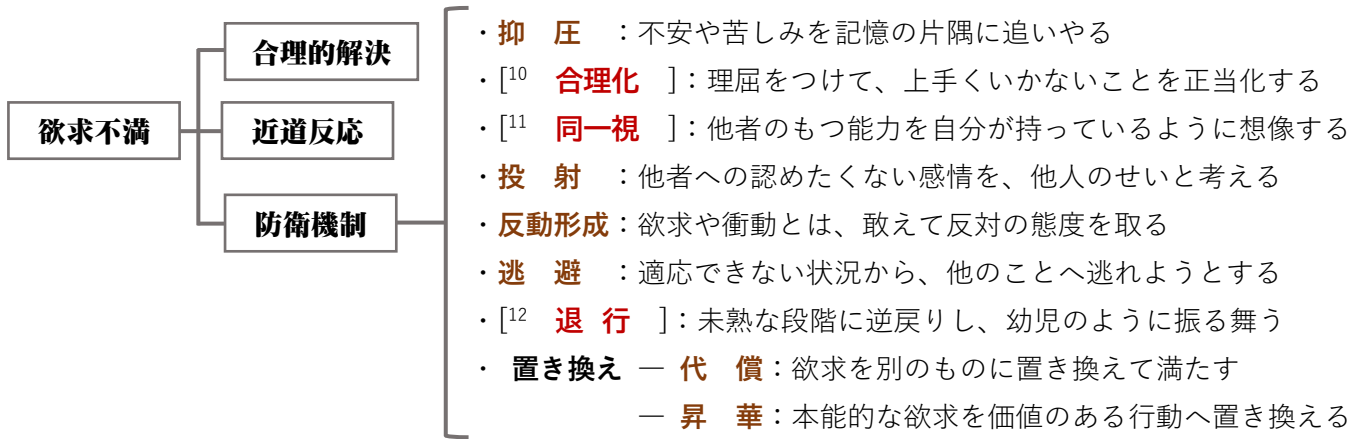 欲求不満
合理的解決
近道反応
防衛機制
・抑　圧　：不安や苦しみを記憶の片隅に追いやる
・[10　合理化　]：理屈をつけて、上手くいかないことを正当化する
・[11　同一視　]：他者のもつ能力を自分が持っているように想像する
・投　射　：他者への認めたくない感情を、他人のせいと考える
・反動形成：欲求や衝動とは、敢えて反対の態度を取る
・逃　避　：適応できない状況から、他のことへ逃れようとする
・[12　退 行　]：未熟な段階に逆戻りし、幼児のように振る舞う
・ 置き換え ― 代　償：欲求を別のものに置き換えて満たす
― 昇　華：本能的な欲求を価値のある行動へ置き換える